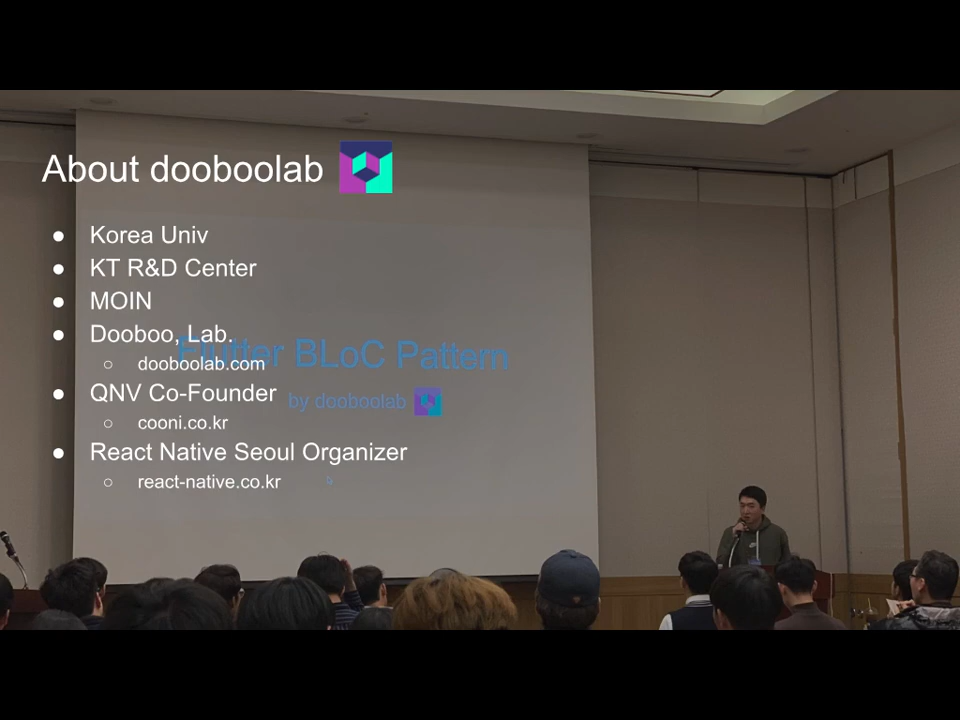 About dooboolab
● Korea Univ
● KT R&D Center
● MOIN
● Dooboo, Lab.
○ dooboolab.com
● QNV Co-Founder
○ cooni.co.kr
● React Native Seoul Organizer
○ react-native.co.kr
Flutter BLoC Pattern
by dooboolab